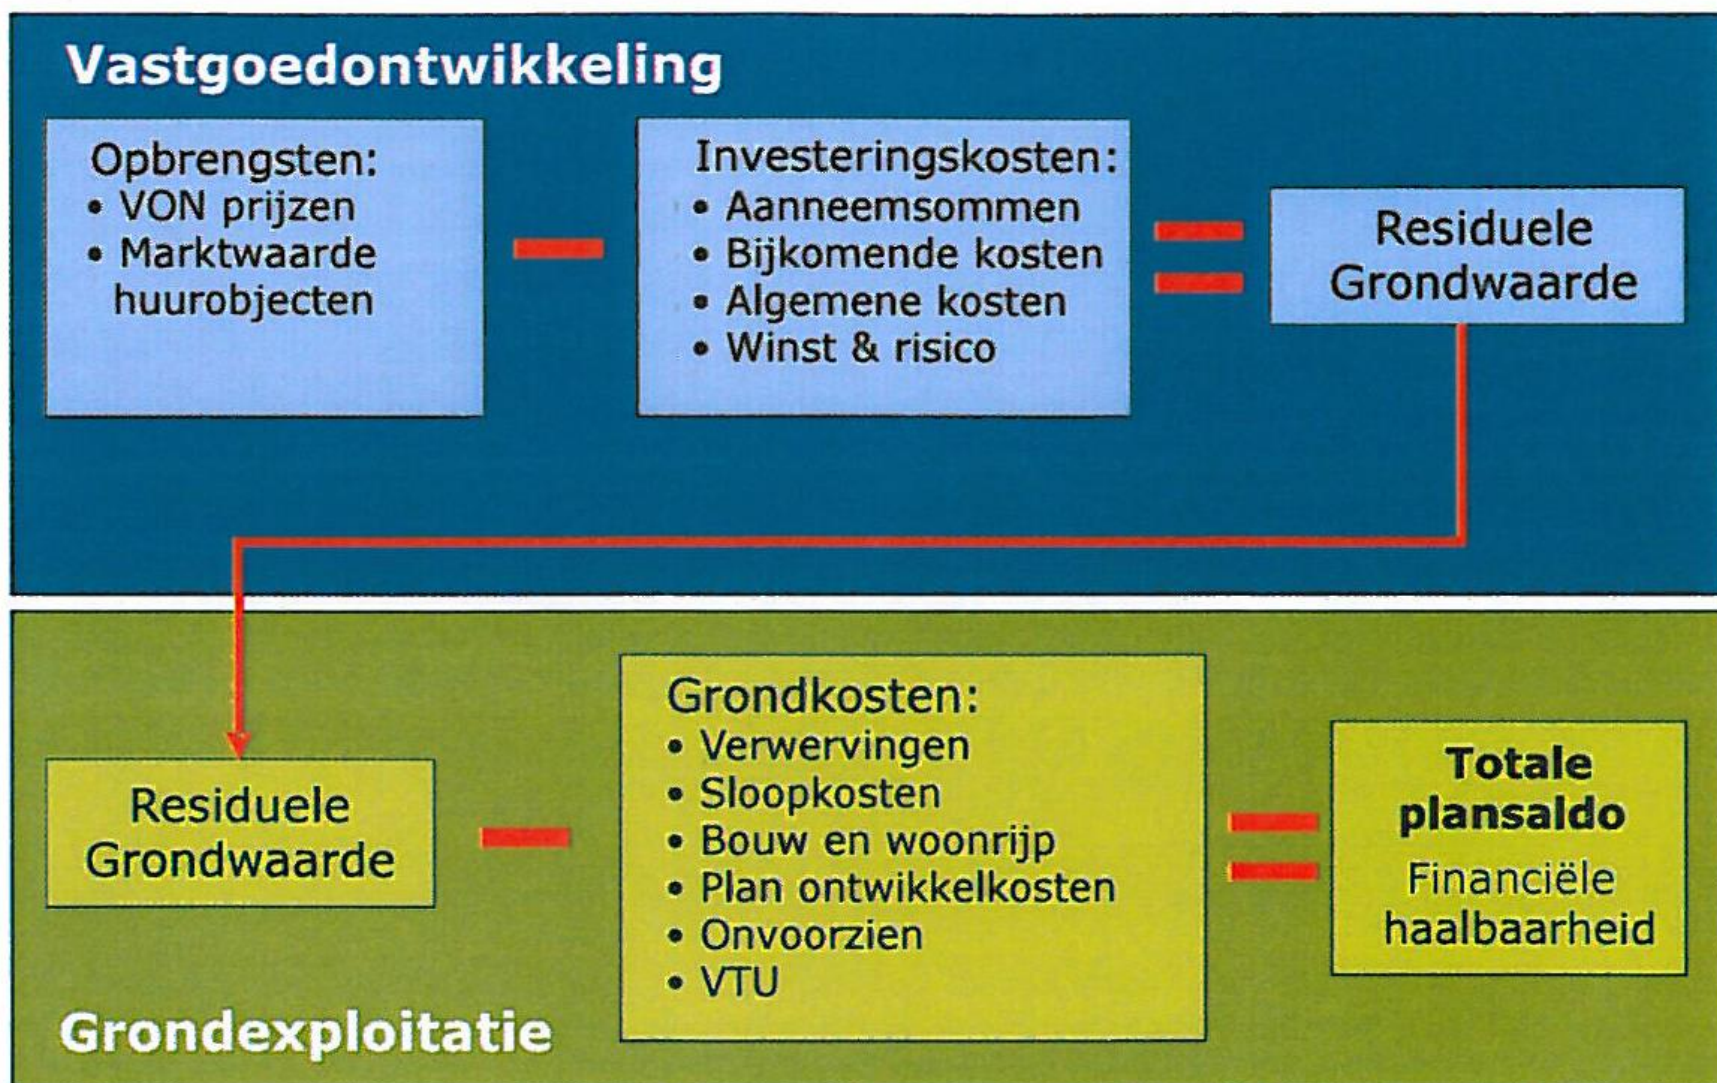 Vastgoedontwikkeling
Opbrengsten:
• VON prijzen
• Marktwaarde
huurobjecten
Investeringskosten:
• Aanneemsommen
• Bijkomende kosten
• Algemene kosten
• Winst & risico
Residuele
Grondwaarde
Residuele
Grondwaarde
Grondkosten:
• Verwervingen
• Sloopkosten
• Bouw en woonrijp
• Plan ontwikkelkosten
• Onvoorzien
• VTU
Totale
plansaldo
Financiële
haalbaarheid
Grondexploitatie